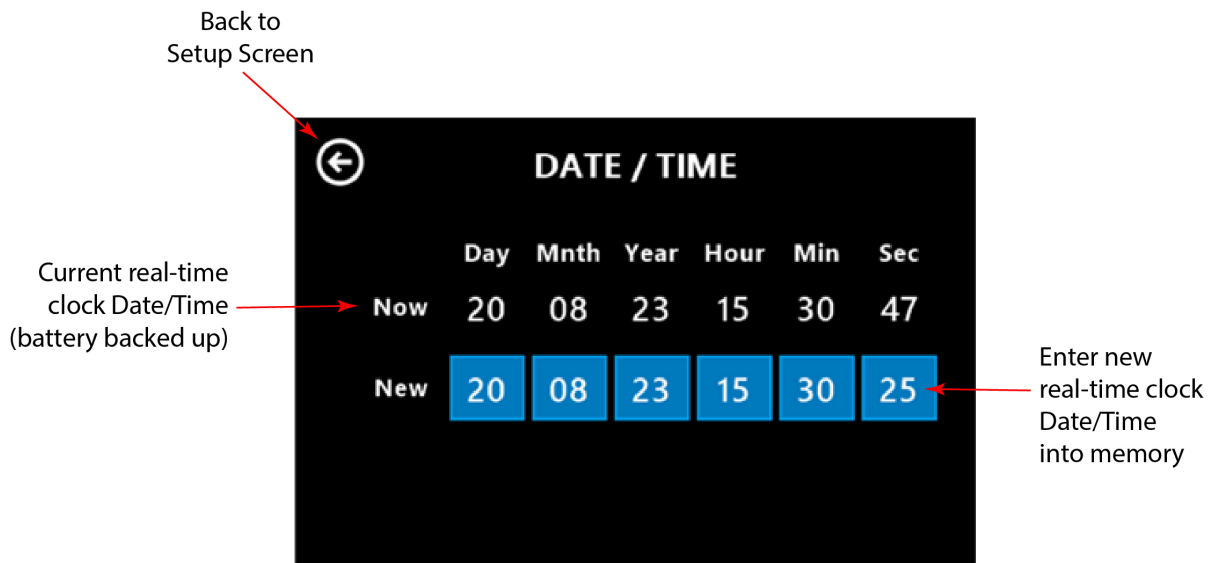 Back to
Setup Screen
DATE / TIME
Day Mnth Year Hour Min Sec
Current real-time
clock Date/Time
(battery backed up)
Now 20 08 23 15 30 47
New 20 08 23 15 30 25
Enter new
real-time clock
Date/Time
into memory